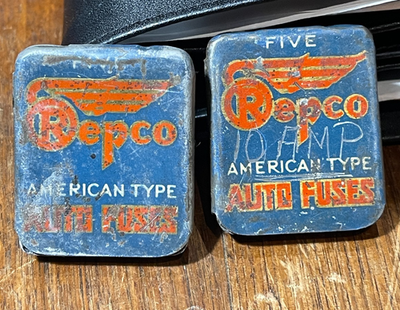 Repco
AMERICAN TYPE
AUTO FUSES
FIVE
Repco
10 AMP
AMERICAN TYPE
AUTO FUSES